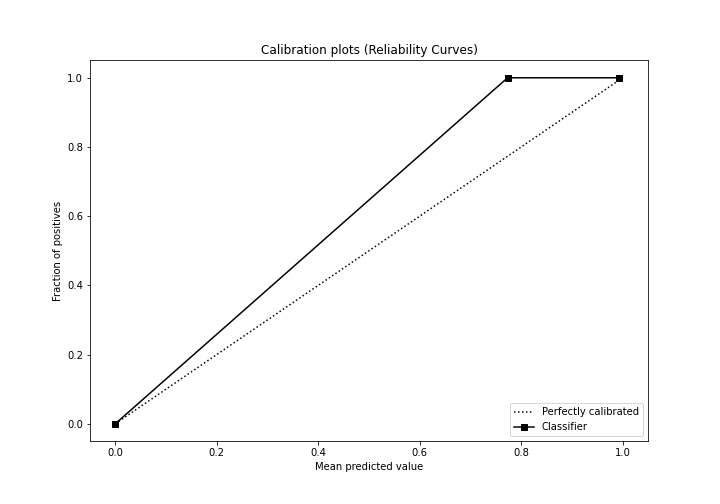 Calibration plots (Reliability Curves)
1.0
0.8
0.6
0.4
0.2
0.0
Fraction of positives
0.0 0.2 0.4 0.6 0.8 1.0
Mean predicted value
Perfectly calibrated
Classifier